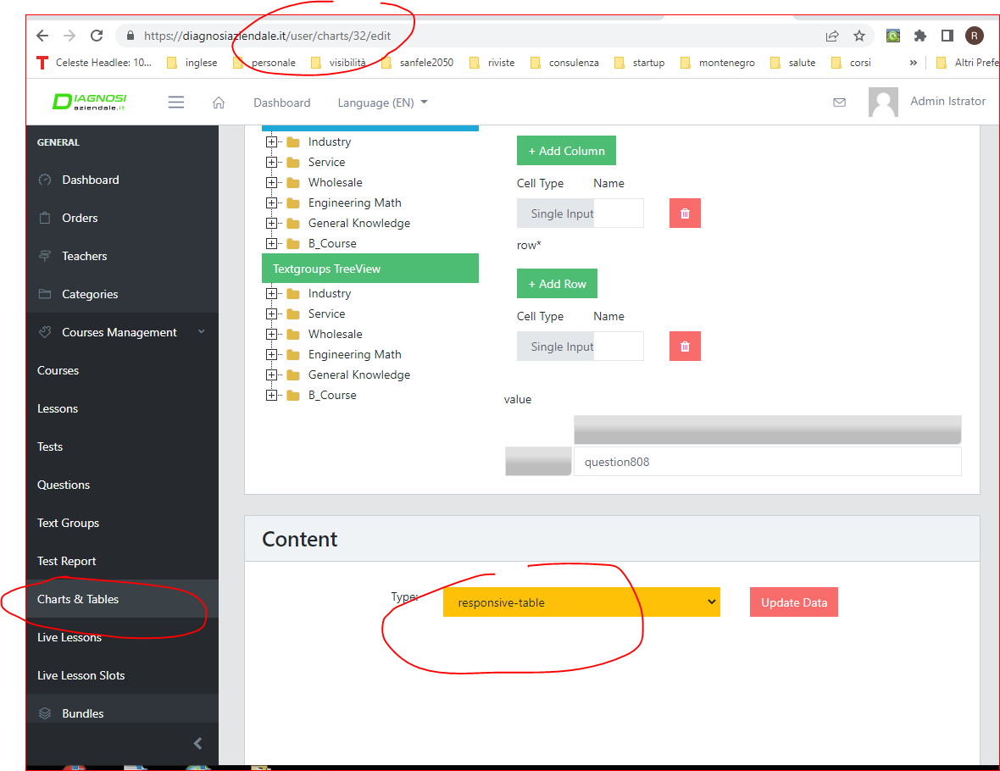 https://diagnosiaziendale.it/user/charts/32/edit
R
Celeste Headlee: 10... inglese personale visibilità sanfele2050 riviste consulenza startup montenegro salute corsi » Altri Prefe
DIAGNOSI
aziendale.it
Dashboard Language (EN) Admin Istrator
GENERAL
Dashboard
Orders
Teachers
Categories
Courses Management
Courses
Lessons
Tests
Questions
Text Groups
Test Report
Charts & Tables
Live Lessons
Live Lesson Slots
Bundles
Industry
Service
Wholesale
Engineering Math
General Knowledge
B_Course
Textgroups TreeView
Industry
Service
Wholesale
Engineering Math
General Knowledge
B_Course
+ Add Column
Cell Type Name
Single Input
row*
+ Add Row
Cell Type Name
Single Input
value
question808
Content
Type: responsive-table Update Data